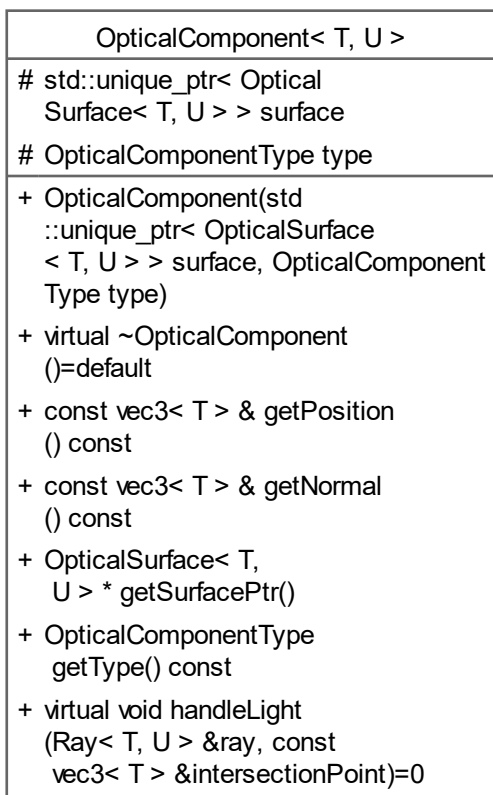 OpticalComponent< T, U >
# std::unique_ptr< Optical
Surface< T, U > > surface
# OpticalComponentType type
+ OpticalComponent(std
::unique_ptr< OpticalSurface
< T, U > > surface, OpticalComponent
Type type)
+ virtual ~OpticalComponent
()=default
+ const vec3< T > & getPosition
() const
+ const vec3< T > & getNormal
() const
+ OpticalSurface< T,
U > * getSurfacePtr()
+ OpticalComponentType
getType() const
+ virtual void handleLight
(Ray< T, U > &ray, const
vec3< T > &intersectionPoint)=0